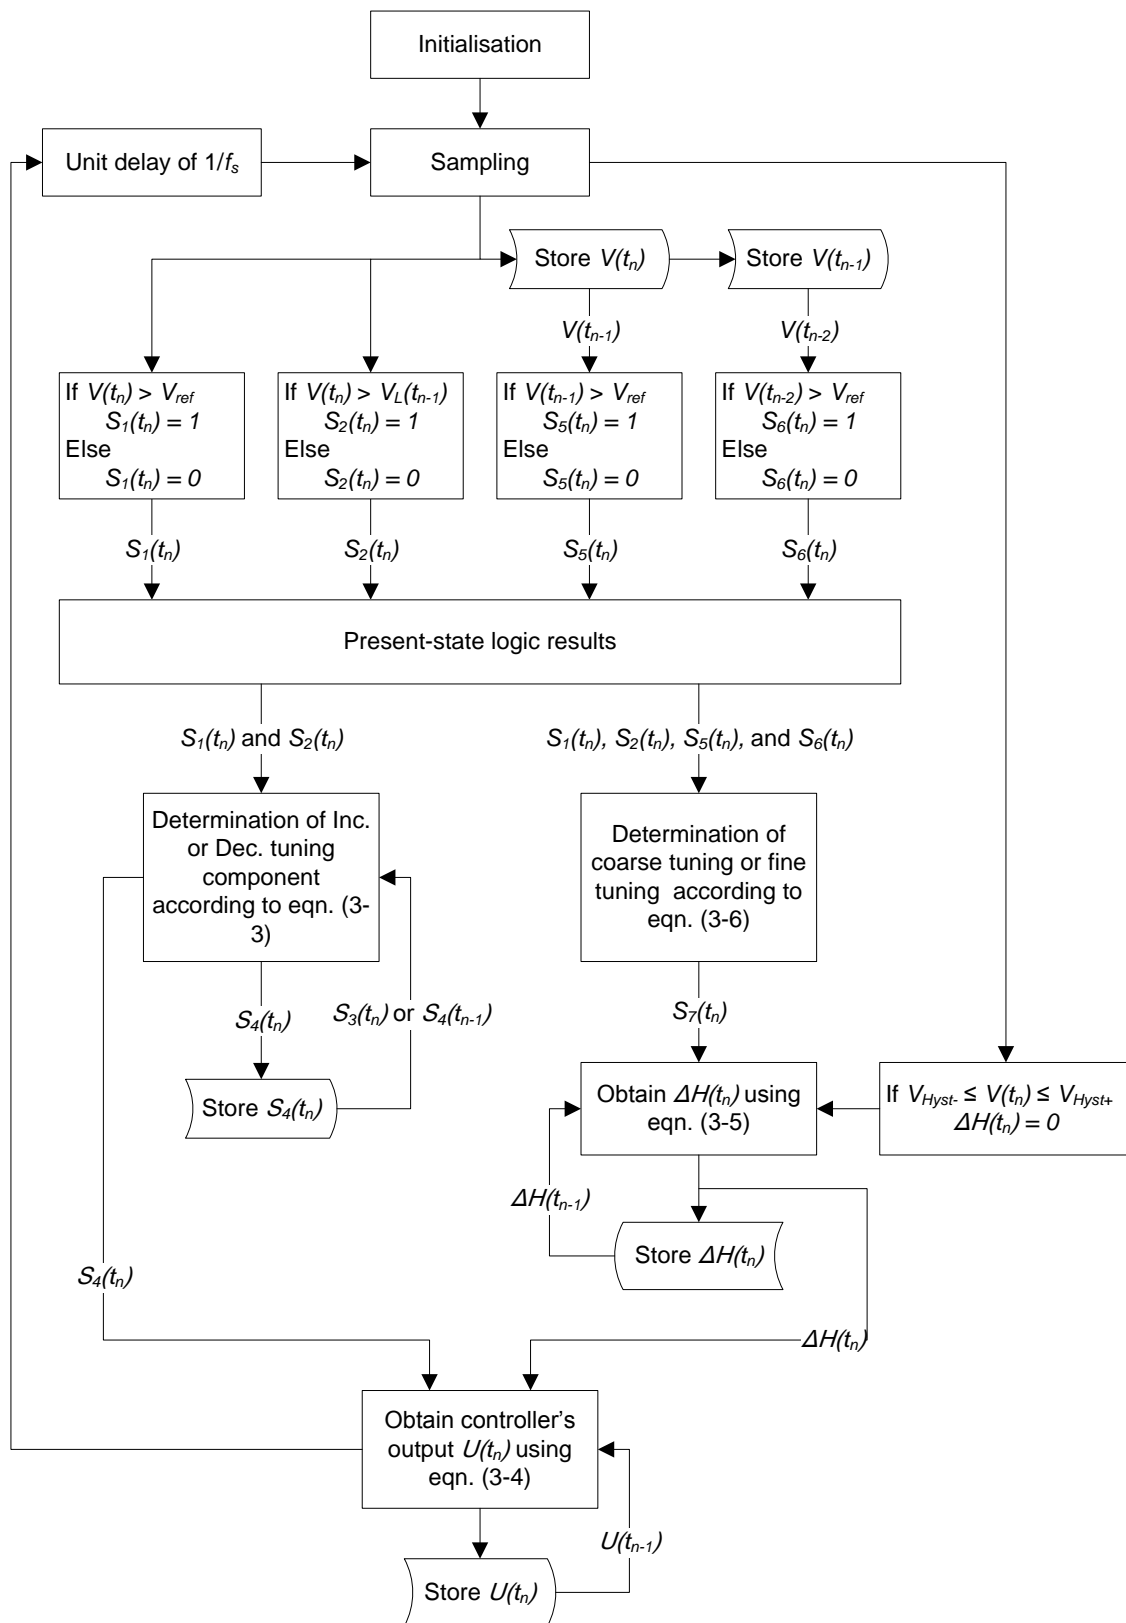 Initialisation
Unit delay of 1/fs
Sampling
Store V(tn)
Store V(tn-1)
V(tn-1)
V(tn-2)
If V(tn) > Vref
S1(tn) = 1
Else
S1(tn) = 0
If V(tn) > VL(tn-1)
S2(tn) = 1
Else
S2(tn) = 0
If V(tn-1) > Vref
S5(tn) = 1
Else
S5(tn) = 0
If V(tn-2) > Vref
S6(tn) = 1
Else
S6(tn) = 0
S1(tn)
S2(tn)
S5(tn)
S6(tn)
Present-state logic results
S1(tn) and S2(tn)
S1(tn), S2(tn), S5(tn), and S6(tn)
Determination of Inc.
or Dec. tuning
component
according to eqn. (3-
3)
Determination of
coarse tuning or fine
tuning according to
eqn. (3-6)
S4(tn)
S3(tn) or S4(tn-1)
S7(tn)
Store S4(tn)
Obtain ΔH(tn) using
eqn. (3-5)
If VHyst- ≤ V(tn) ≤ VHyst+
ΔH(tn) = 0
ΔH(tn-1)
Store ΔH(tn)
S4(tn)
ΔH(tn)
Obtain controller's
output U(tn) using
eqn. (3-4)
U(tn-1)
Store U(tn)